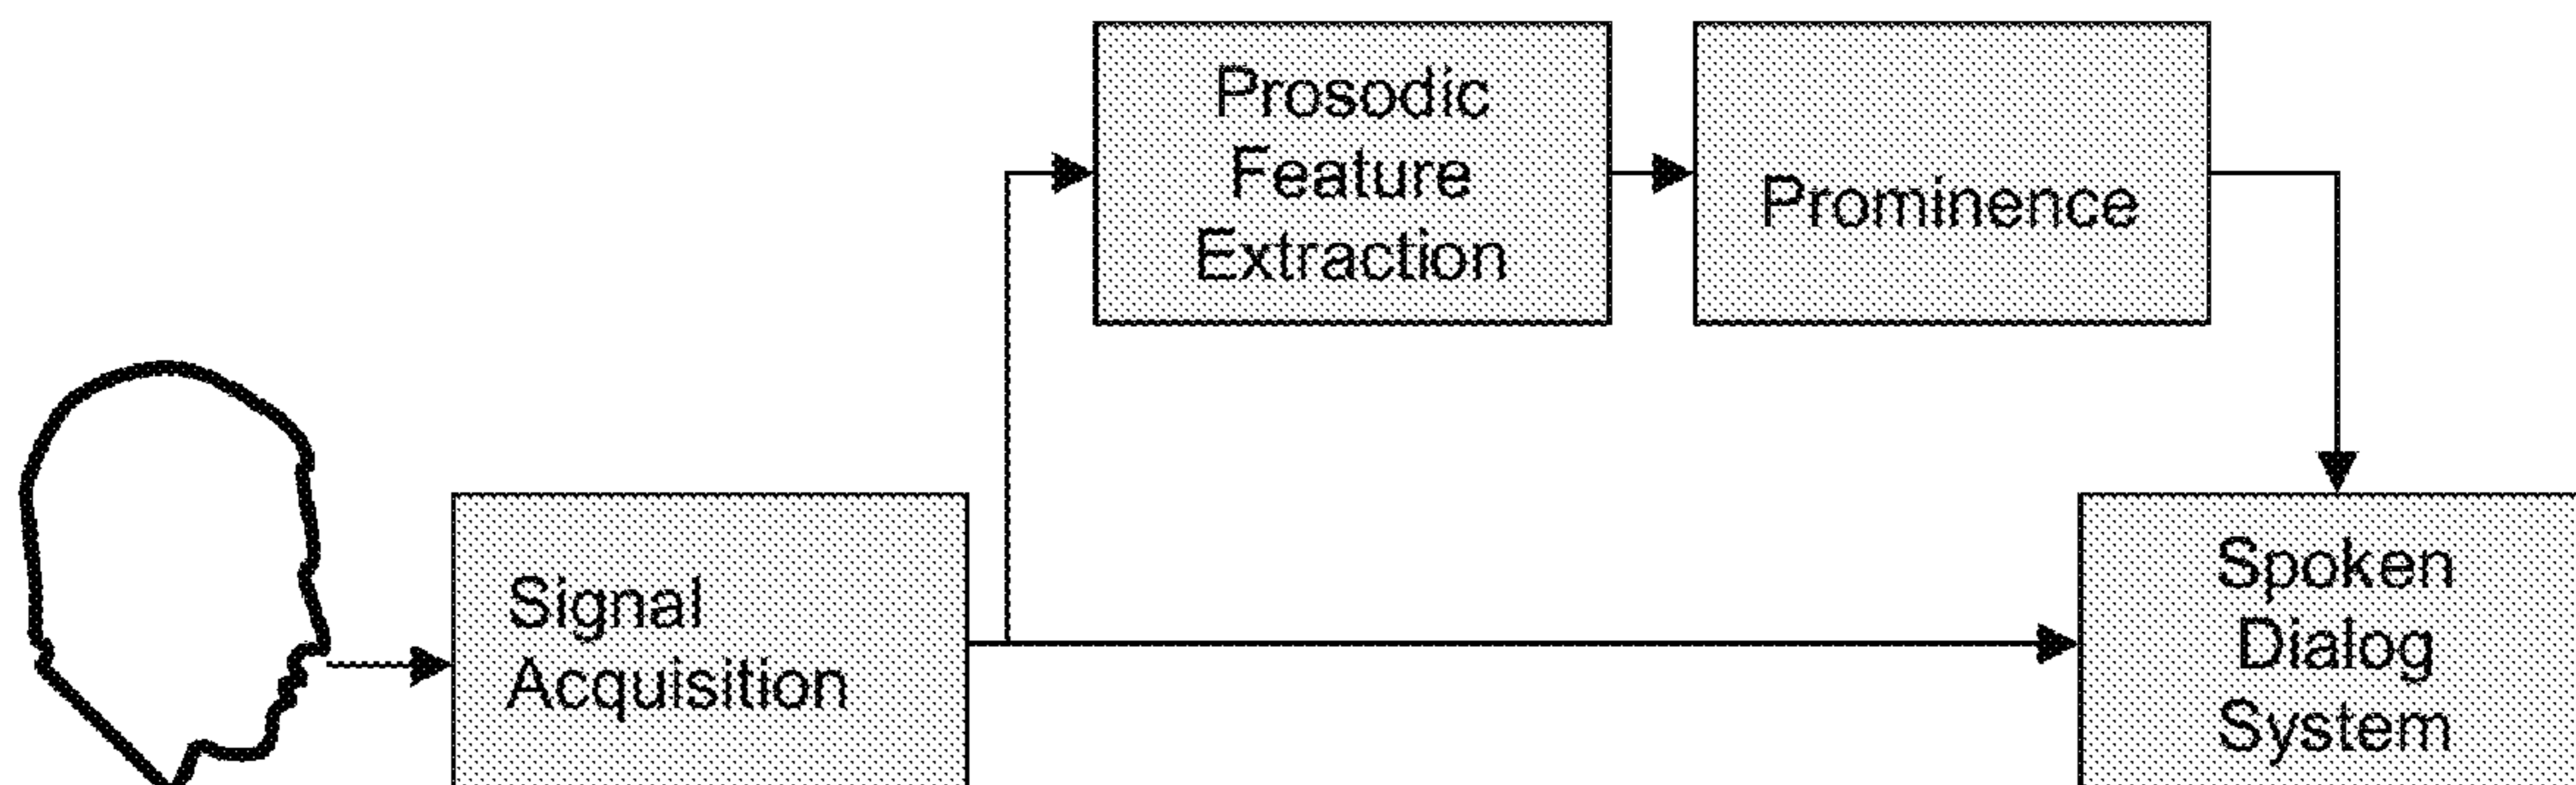 Prosodic
Feature
Extraction
Prominence
Signal
Acquisition
Spoken
Dialog
System